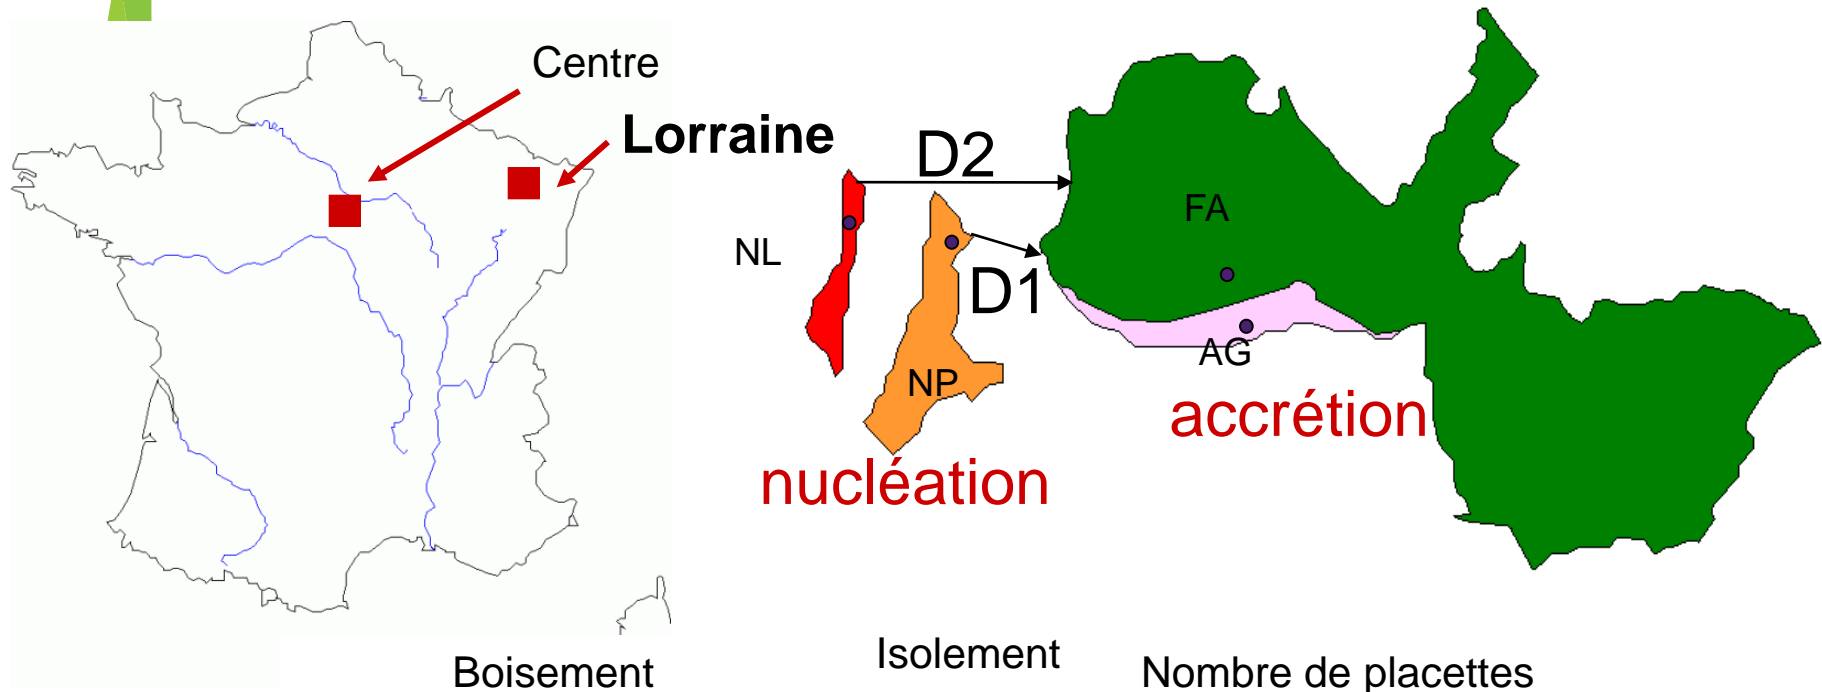 Centre
Lorraine
D2
FA
NL
D1
AG
NP
accrétion
nucléation
Isolement
Boisement
Nombre de placettes